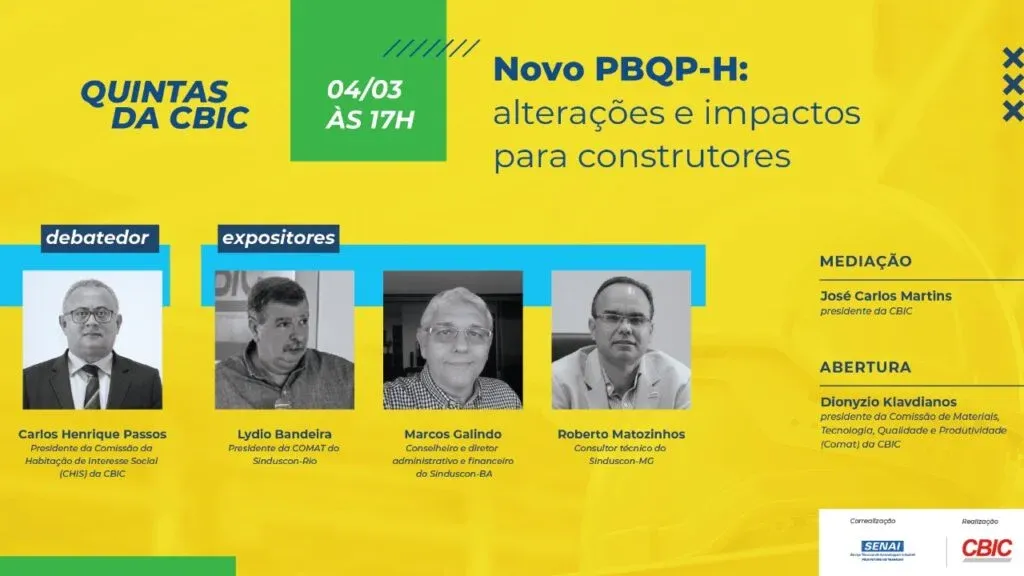 QUINTAS
DA CBIC
04/03
ÀS 17H
Novo PBQP-H:
alterações e impactos
para construtores
debatedor
expositores
Carlos Henrique Passos
Presidente da Comissão da
Habitação de Interesse Social
(CHIS) da CBIC
Lydio Bandeira
Presidente da COMAT do
Sinduscon-Rio
Marcos Galindo
Conselheiro e diretor
administrativo e financeiro
do Sinduscon-BA
Roberto Matozinhos
Consultor técnico do
Sinduscon-MG
MEDIAÇÃO
José Carlos Martins
presidente da CBIC
ABERTURA
Dionyzio Klavdianos
presidente da Comissão de Materiais,
Tecnologia, Qualidade e Produtividade
(Comat) da CBIC
Correalização
SENAI
Realização
CBIC